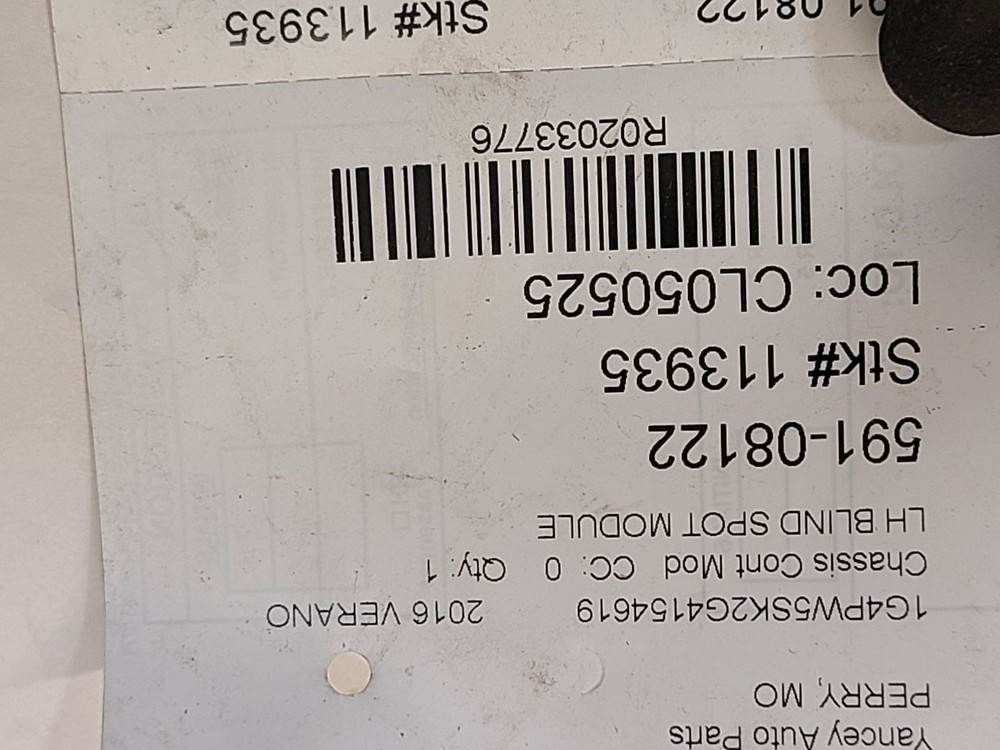 Yancey Auto Parts
PERRY, MO
1G4PW5SK2G4154619 2016 VERANO
Chassis Cont Mod CC: 0 Qty: 1
LH BLIND SPOT MODULE
591-08122
Stk# 113935
Loc: CL050525
R02033776
91-08122 Stk# 113935